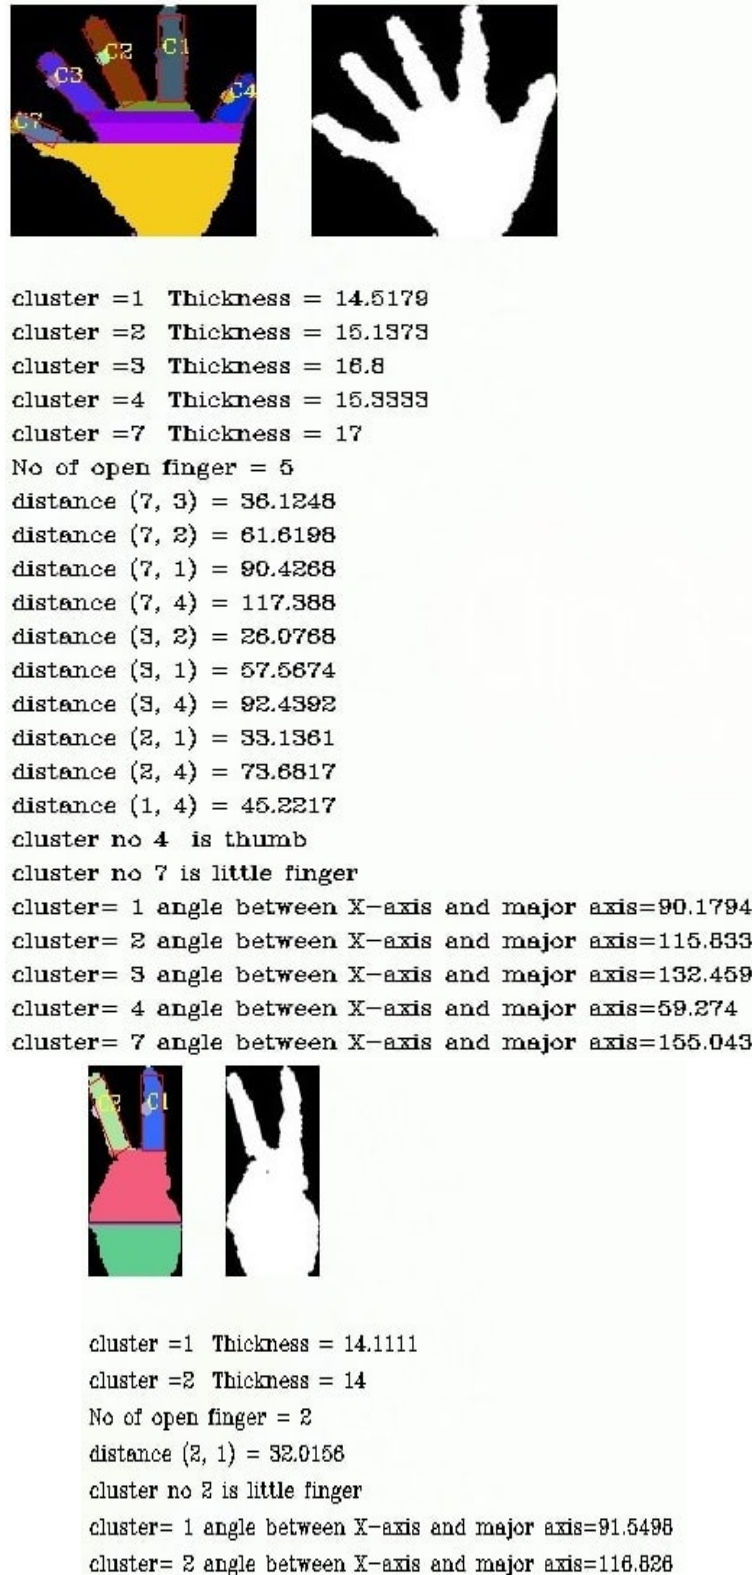 C2 C1
C3
C4
C7
cluster =1 Thickness = 14.5179
cluster =2 Thickness = 15.1373
cluster =3 Thickness = 16.8
cluster =4 Thickness = 15.3333
cluster =7 Thickness = 17
No of open finger = 5
distance (7, 3) = 36.1248
distance (7, 2) = 61.6198
distance (7, 1) = 90.4268
distance (7, 4) = 117.388
distance (3, 2) = 26.0768
distance (3, 1) = 57.5674
distance (3, 4) = 92.4392
distance (2, 1) = 33.1361
distance (2, 4) = 73.6817
distance (1, 4) = 45.2217
cluster no 4 is thumb
cluster no 7 is little finger
cluster= 1 angle between X-axis and major axis=90.1794
cluster= 2 angle between X-axis and major axis=115.833
cluster= 3 angle between X-axis and major axis=132.459
cluster= 4 angle between X-axis and major axis=59.274
cluster= 7 angle between X-axis and major axis=155.043
C2 C1
cluster =1 Thickness = 14.1111
cluster =2 Thickness = 14
No of open finger = 2
distance (2, 1) = 32.0156
cluster no 2 is little finger
cluster= 1 angle between X-axis and major axis=91.5498
cluster= 2 angle between X-axis and major axis=116.826